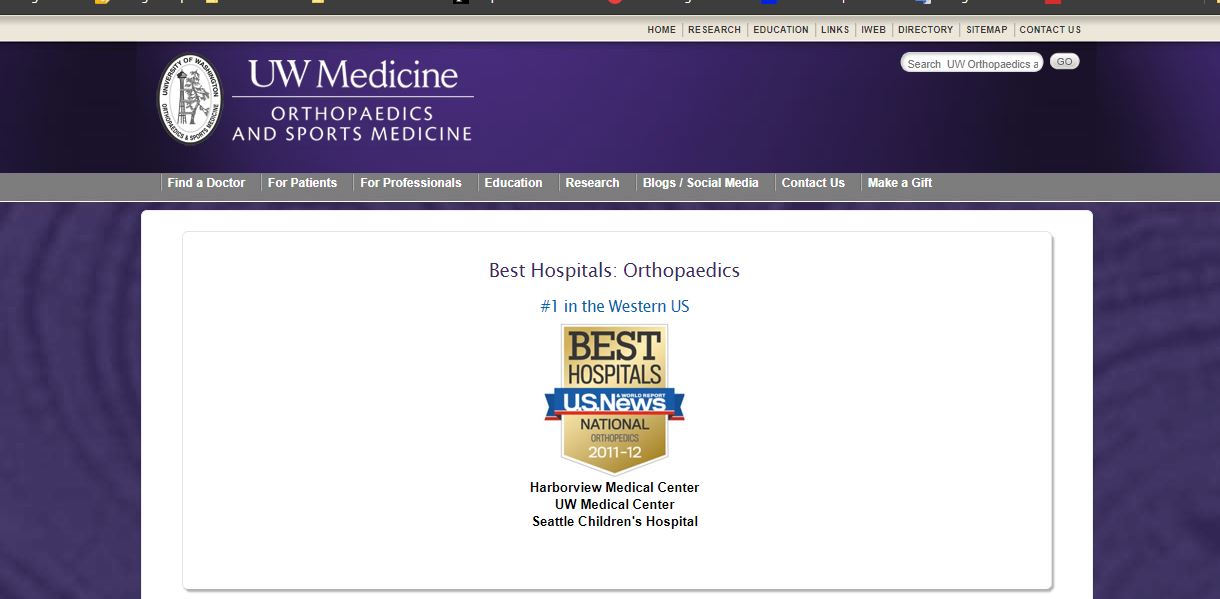 HOME RESEARCH EDUCATION LINKS IWEB DIRECTORY SITEMAP CONTACT US
Search UW Orthopaedics a GO
UNIVERSITY OF WASHINGTON
ORTHOPAEDICS & SPORTS MEDICINE
UW Medicine
ORTHOPAEDICS
AND SPORTS MEDICINE
Find a Doctor For Patients For Professionals Education Research Blogs / Social Media Contact Us Make a Gift
Best Hospitals: Orthopaedics
#1 in the Western US
BEST
HOSPITALS
U.S.News & WORLD REPORT
NATIONAL
ORTHOPEDICS
2011-12
Harborview Medical Center
UW Medical Center
Seattle Children's Hospital